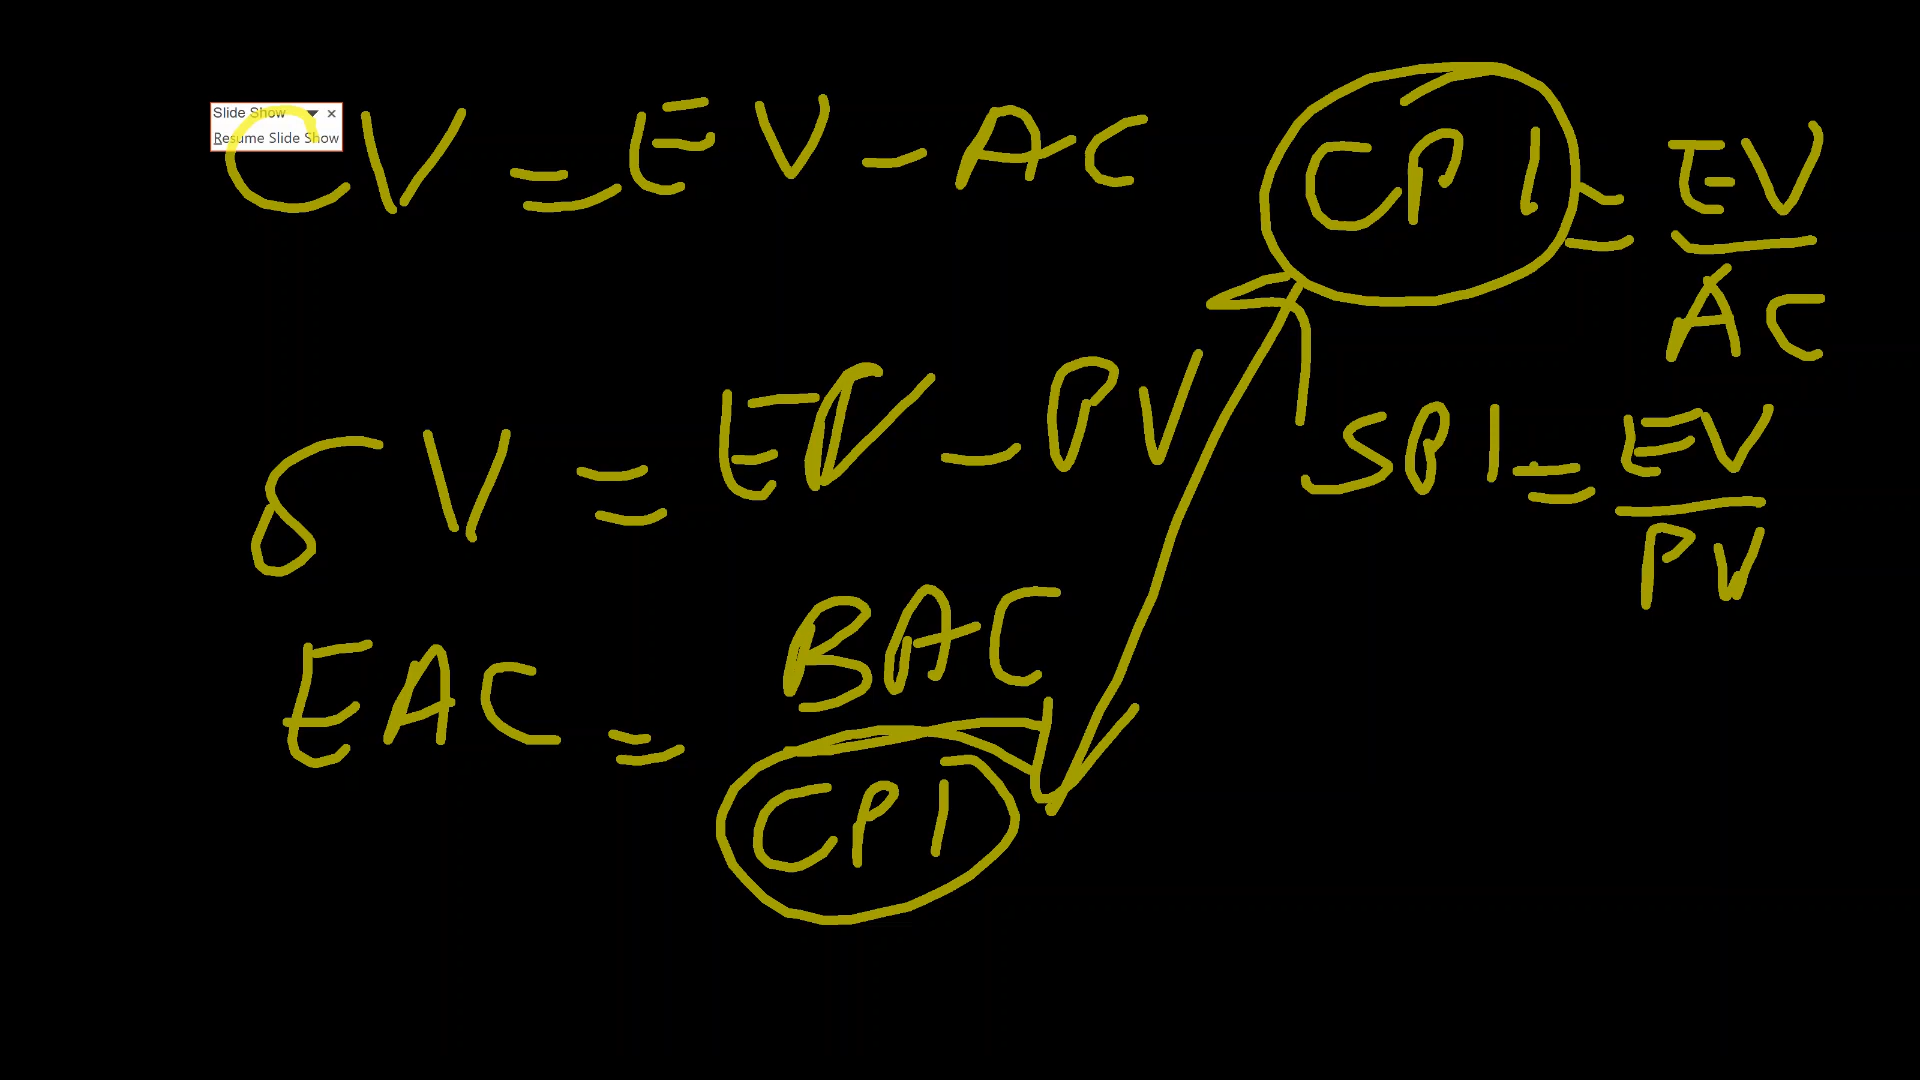 Slide Show
Resume Slide Show
CV = EV - AC
CPI = EV
AC
SV = EV - PV
SPI = EV
PV
EAC = BAC
CPI